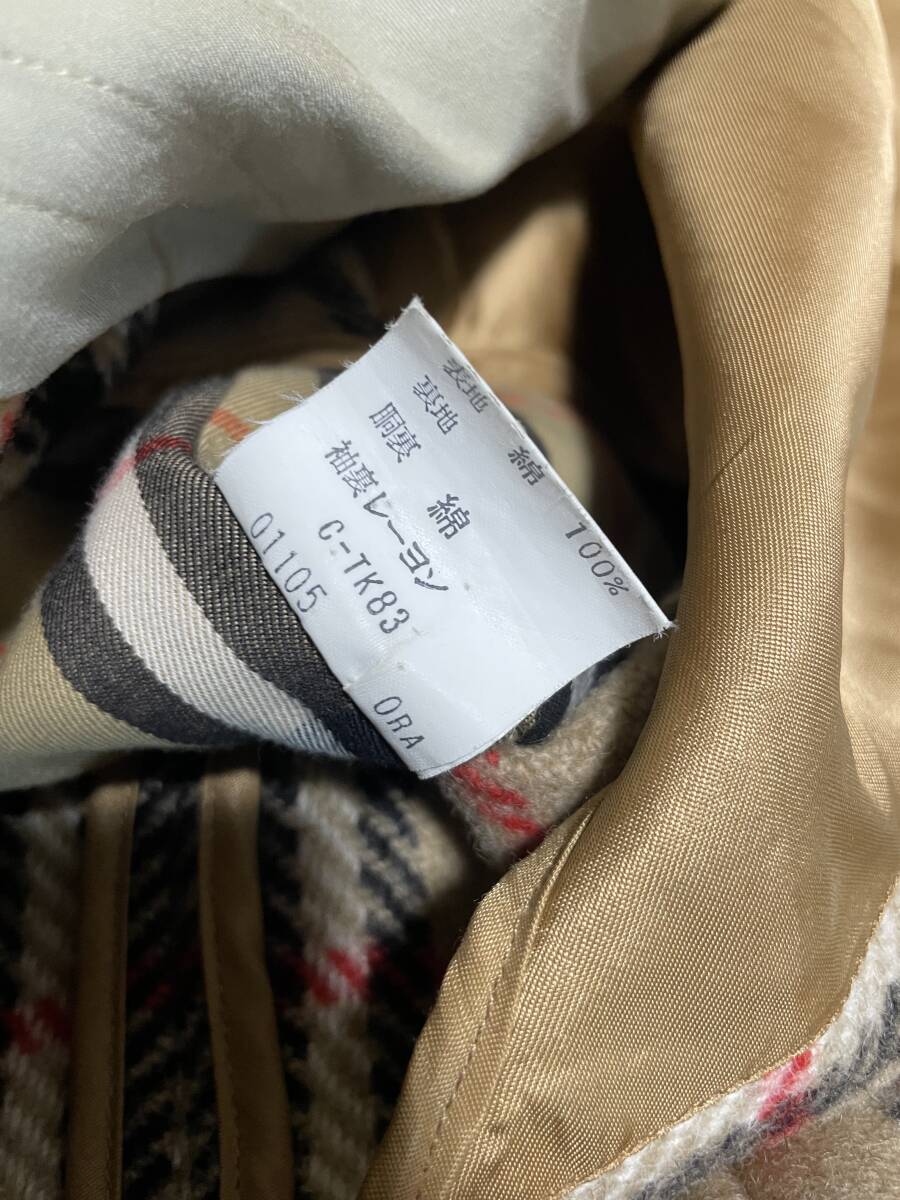 表地 綿 100%
裏地
胴裏 綿
袖裏 レーヨン
C-TK83
01105 ORA